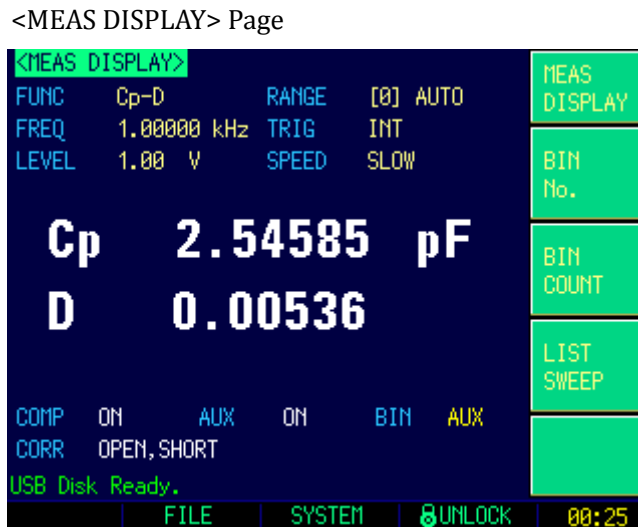 <MEAS DISPLAY> Page
<MEAS DISPLAY>
FUNC Cp-D RANGE [0] AUTO
FREQ 1.00000 kHz TRIG INT
LEVEL 1.00 V SPEED SLOW
Cp 2.54585 pF
D 0.00536
COMP ON AUX ON BIN AUX
CORR OPEN,SHORT
USB Disk Ready.
FILE SYSTEM UNLOCK 00:25
MEAS
DISPLAY
BIN
No.
BIN
COUNT
LIST
SWEEP